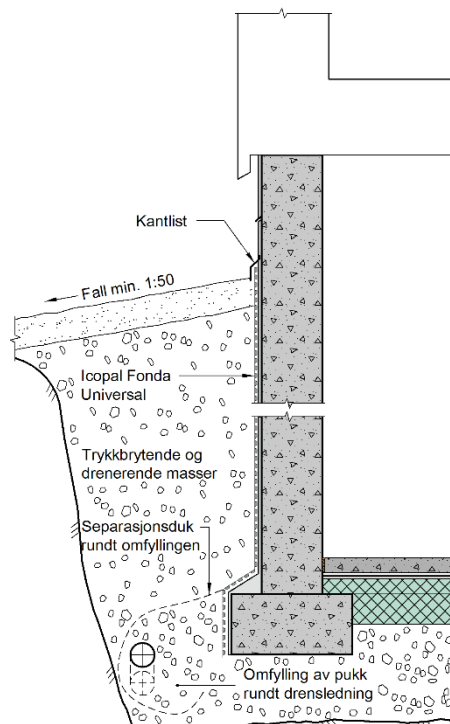 Kantlist
Fall min. 1:50
Icopal Fonda
Universal
Trykkbrytende og
drenerende masser
Separasjonsduk
rundt omfyllingen
Omfylling av pukk
rundt drensledning